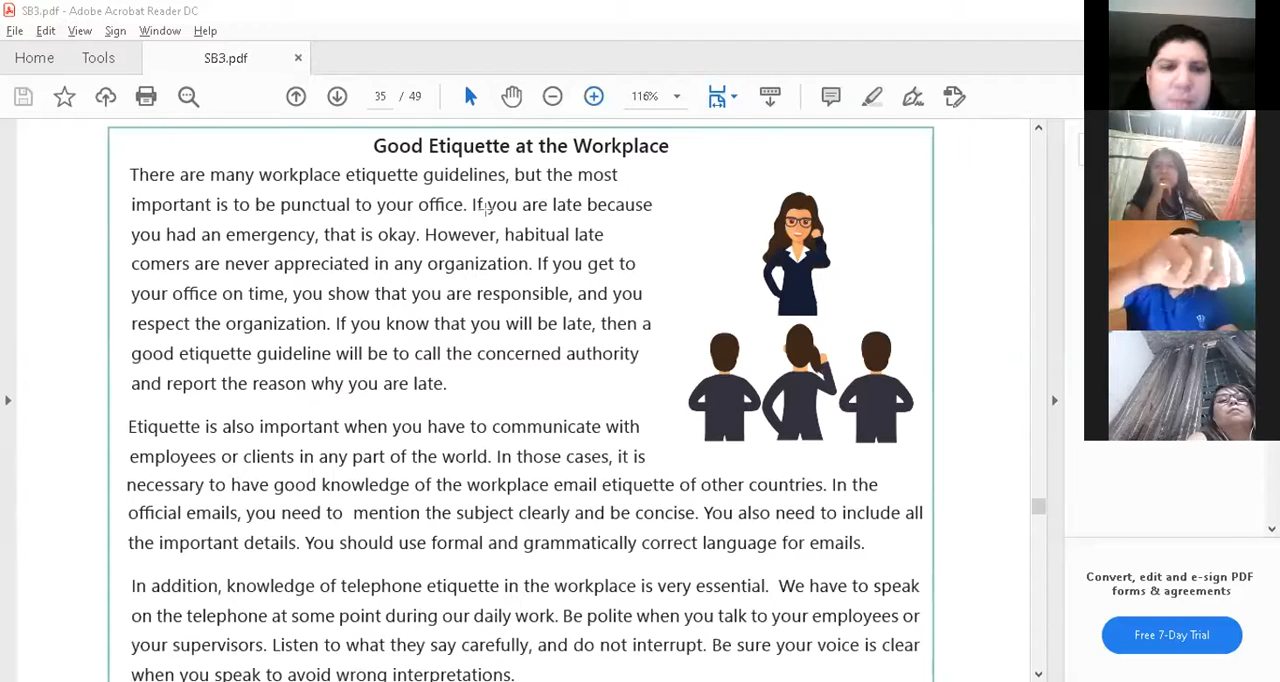 SB3.pdf - Adobe Acrobat Reader DC
File Edit View Sign Window Help
Home Tools SB3.pdf ×
35 / 49 116%
Good Etiquette at the Workplace
There are many workplace etiquette guidelines, but the most
important is to be punctual to your office. If you are late because
you had an emergency, that is okay. However, habitual late
comers are never appreciated in any organization. If you get to
your office on time, you show that you are responsible, and you
respect the organization. If you know that you will be late, then a
good etiquette guideline will be to call the concerned authority
and report the reason why you are late.
Etiquette is also important when you have to communicate with
employees or clients in any part of the world. In those cases, it is
necessary to have good knowledge of the workplace email etiquette of other countries. In the
official emails, you need to mention the subject clearly and be concise. You also need to include all
the important details. You should use formal and grammatically correct language for emails.
In addition, knowledge of telephone etiquette in the workplace is very essential. We have to speak
on the telephone at some point during our daily work. Be polite when you talk to your employees or
your supervisors. Listen to what they say carefully, and do not interrupt. Be sure your voice is clear
when you speak to avoid wrong interpretations.
Convert, edit and e-sign PDF
forms & agreements
Free 7-Day Trial